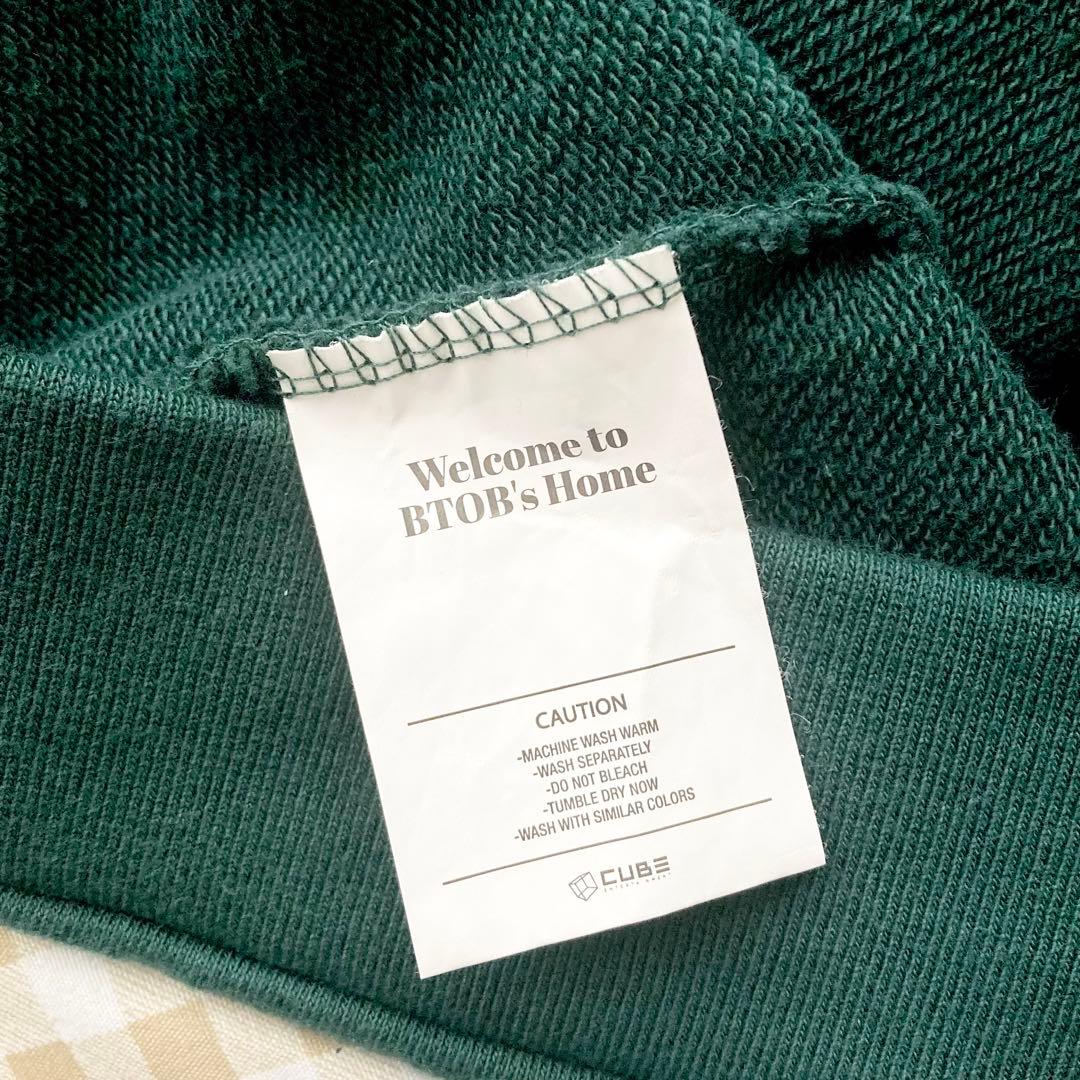 Welcome to
BTOB's Home
CAUTION
-MACHINE WASH WARM
-WASH SEPARATELY
-DO NOT BLEACH
-TUMBLE DRY NOW
-WASH WITH SIMILAR COLORS
CUBE
ENTERTAINMENT